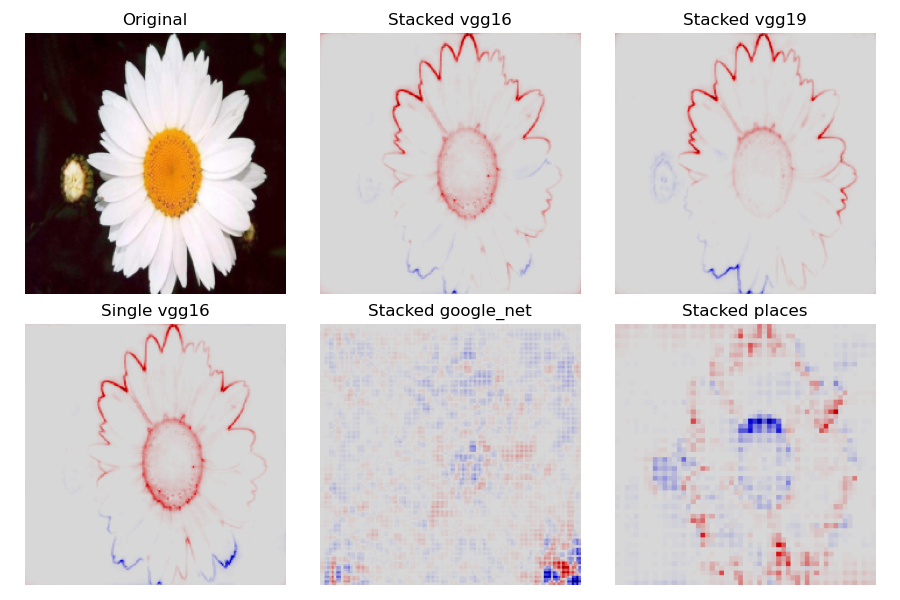 Original
Stacked vgg16
Stacked vgg19
Single vgg16
Stacked google_net
Stacked places